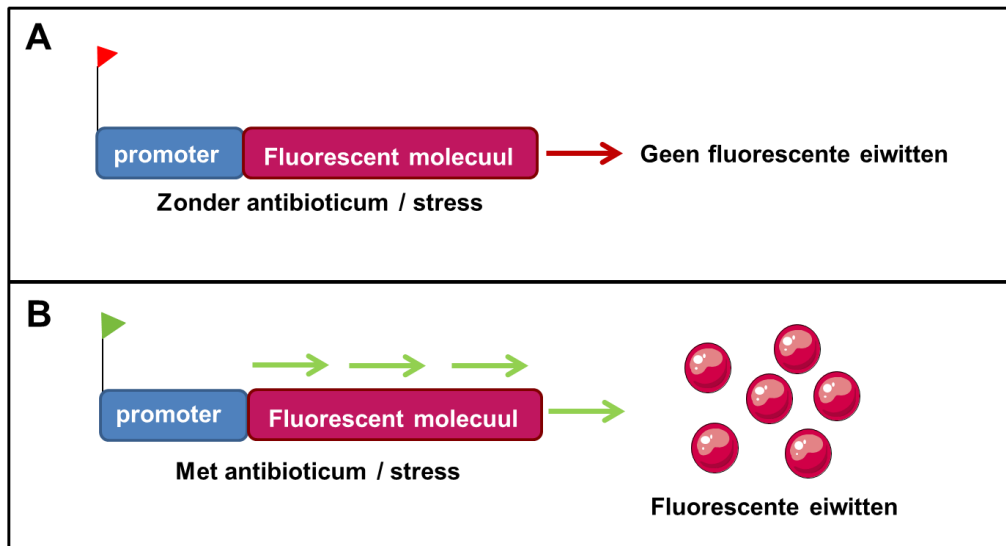 A
promoter
Fluorescent molecuul
Geen fluorescente eiwitten
Zonder antibioticum / stress
B
promoter
Fluorescent molecuul
Met antibioticum / stress
Fluorescente eiwitten